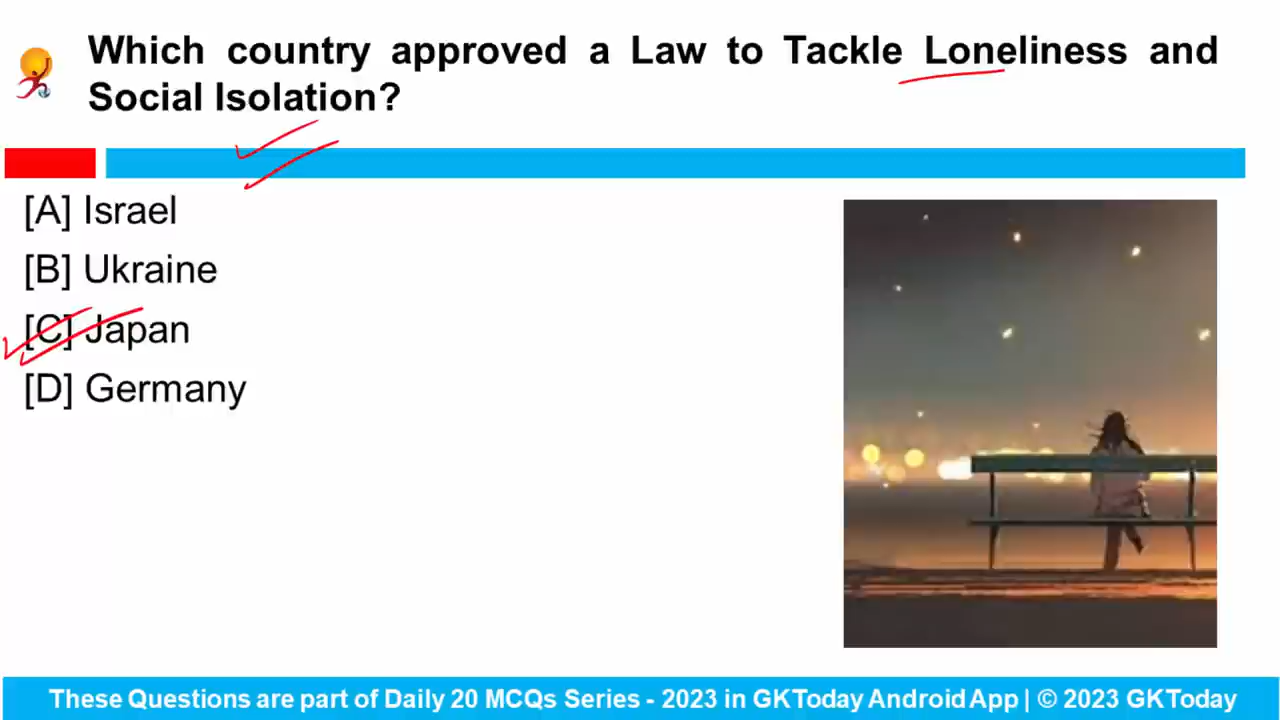 Which country approved a Law to Tackle Loneliness and
Social Isolation?
[A] Israel
[B] Ukraine
[C] Japan
[D] Germany
These Questions are part of Daily 20 MCQs Series - 2023 in GKToday Android App | © 2023 GKToday